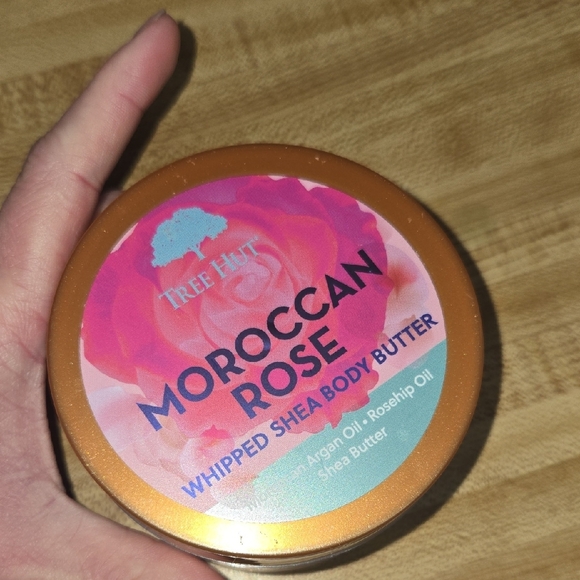 TREE HUT
MOROCCAN
ROSE
WHIPPED SHEA BODY BUTTER
Argan Oil • Rosehip Oil
Shea Butter